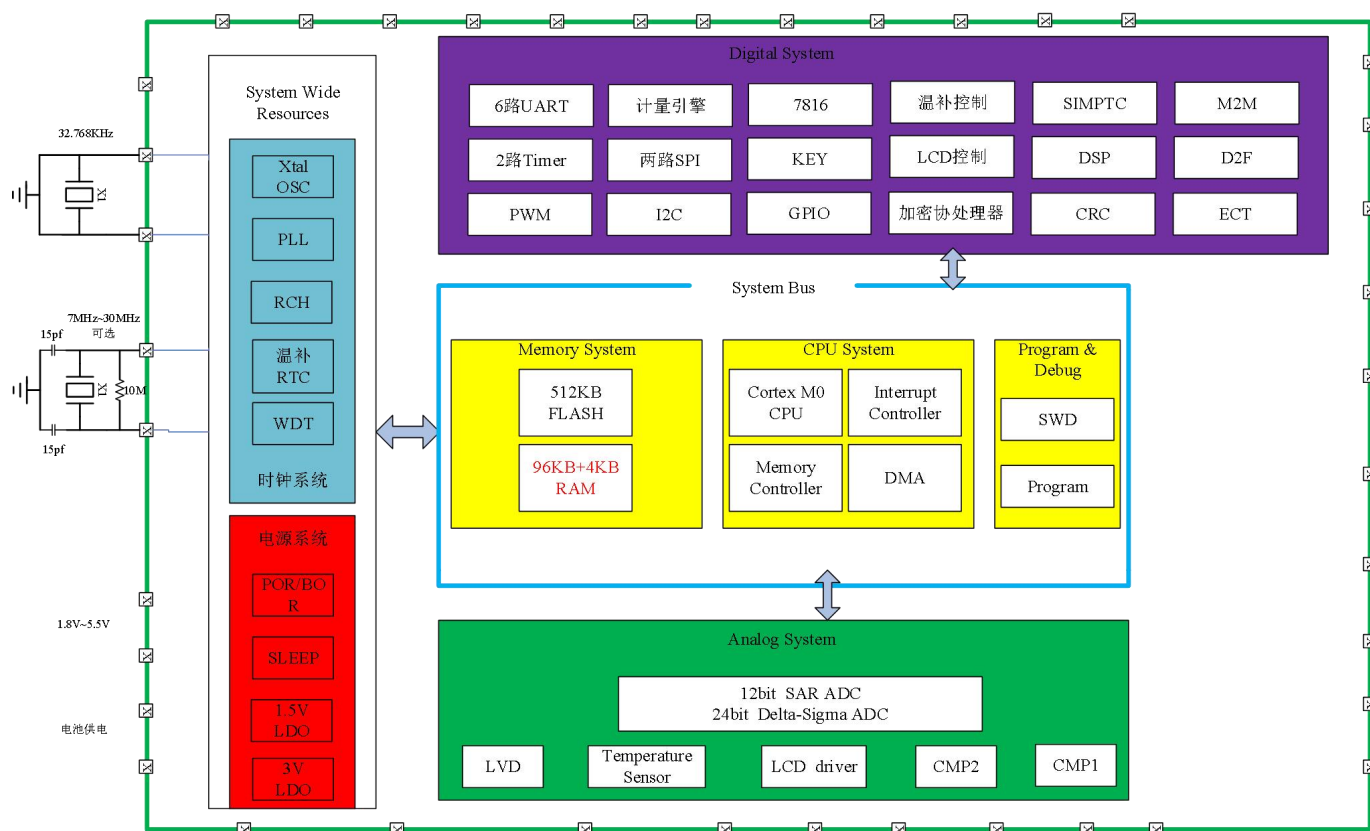 Digital System
6路UART
计量引擎
7816
温补控制
SIMPTC
M2M
2路Timer
两路SPI
KEY
LCD控制
DSP
D2F
PWM
I2C
GPIO
加密协处理器
CRC
ECT
System Wide
Resources
Xtal
OSC
PLL
RCH
温补
RTC
WDT
时钟系统
电源系统
POR/BO
R
SLEEP
1.5V
LDO
3V
LDO
32.768KHz
X1
7MHz~30MHz
可选
15pf
X1
10M
15pf
1.8V~5.5V
电池供电
System Bus
Memory System
512KB
FLASH
96KB+4KB
RAM
CPU System
Cortex M0
CPU
Interrupt
Controller
Memory
Controller
DMA
Program &
Debug
SWD
Program
Analog System
12bit SAR ADC
24bit Delta-Sigma ADC
LVD
Temperature
Sensor
LCD driver
CMP2
CMP1